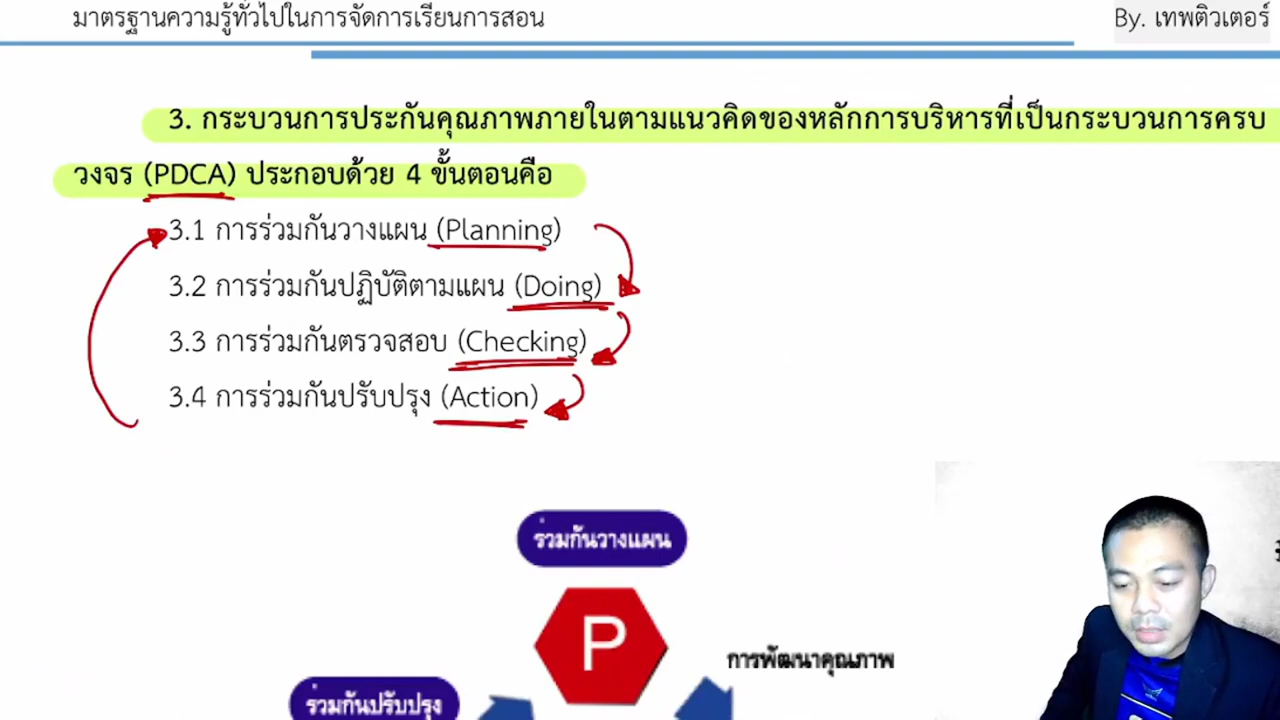 มาตรฐานความรู้ทั่วไปในการจัดการเรียนการสอน
By. เทพติวเตอร์
3. กระบวนการประกันคุณภาพภายในตามแนวคิดของหลักการบริหารที่เป็นกระบวนการครบ
วงจร (PDCA) ประกอบด้วย 4 ขั้นตอนคือ
3.1 การร่วมกันวางแผน (Planning)
3.2 การร่วมกันปฏิบัติตามแผน (Doing)
3.3 การร่วมกันตรวจสอบ (Checking)
3.4 การร่วมกันปรับปรุง (Action)
ร่วมกันวางแผน
P
การพัฒนาคุณภาพ
ร่วมกันปรับปรุง